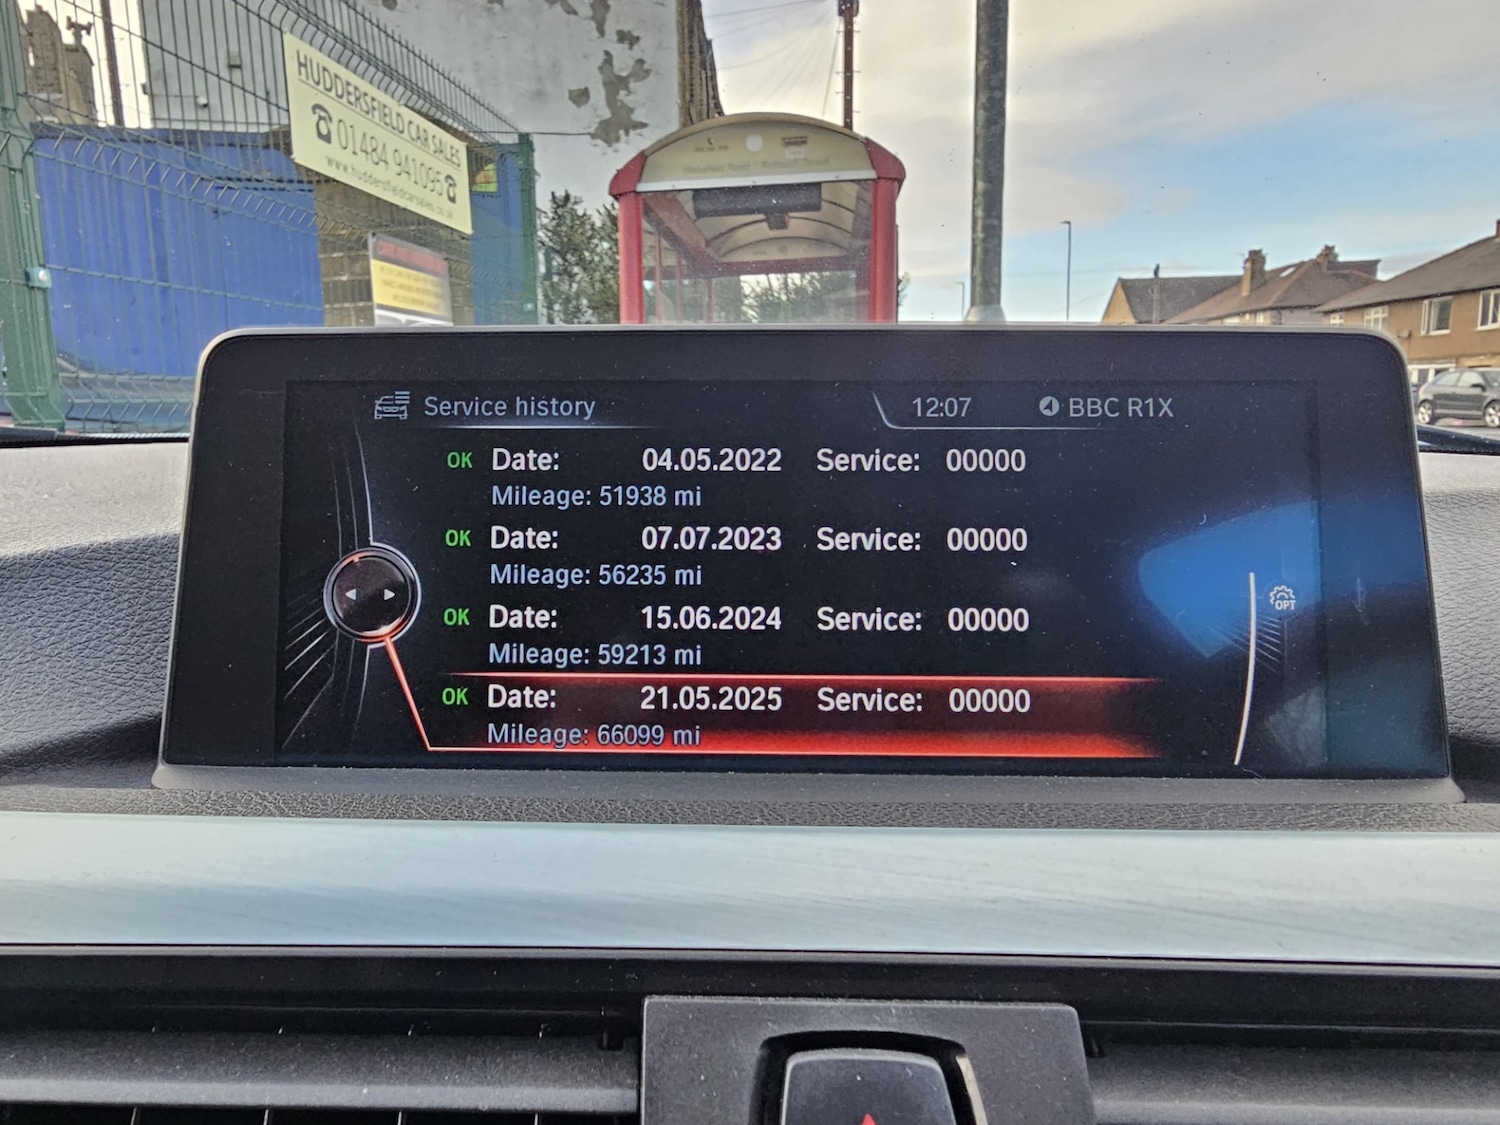 HUDDERSFIELD CAR SALES
01484 941095
www.huddersfieldcarsales.co.uk
Service history
12:07
BBC R1X
OK Date: 04.05.2022 Service: 00000
Mileage: 51938 mi
OK Date: 07.07.2023 Service: 00000
Mileage: 56235 mi
OK Date: 15.06.2024 Service: 00000
Mileage: 59213 mi
OK Date: 21.05.2025 Service: 00000
Mileage: 66099 mi
OPT